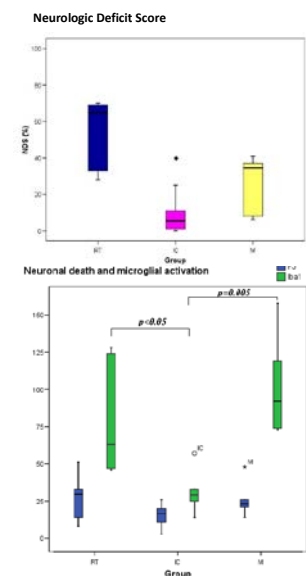 Neurologic Deficit Score
100
80
60
40
20
0
NDS (%)
RT IC M
Group
Neuronal death and microglial activation
Iba1
p=0.005
p<0.05
150
125
100
75
50
25
0
IC
M
RT IC M
Group